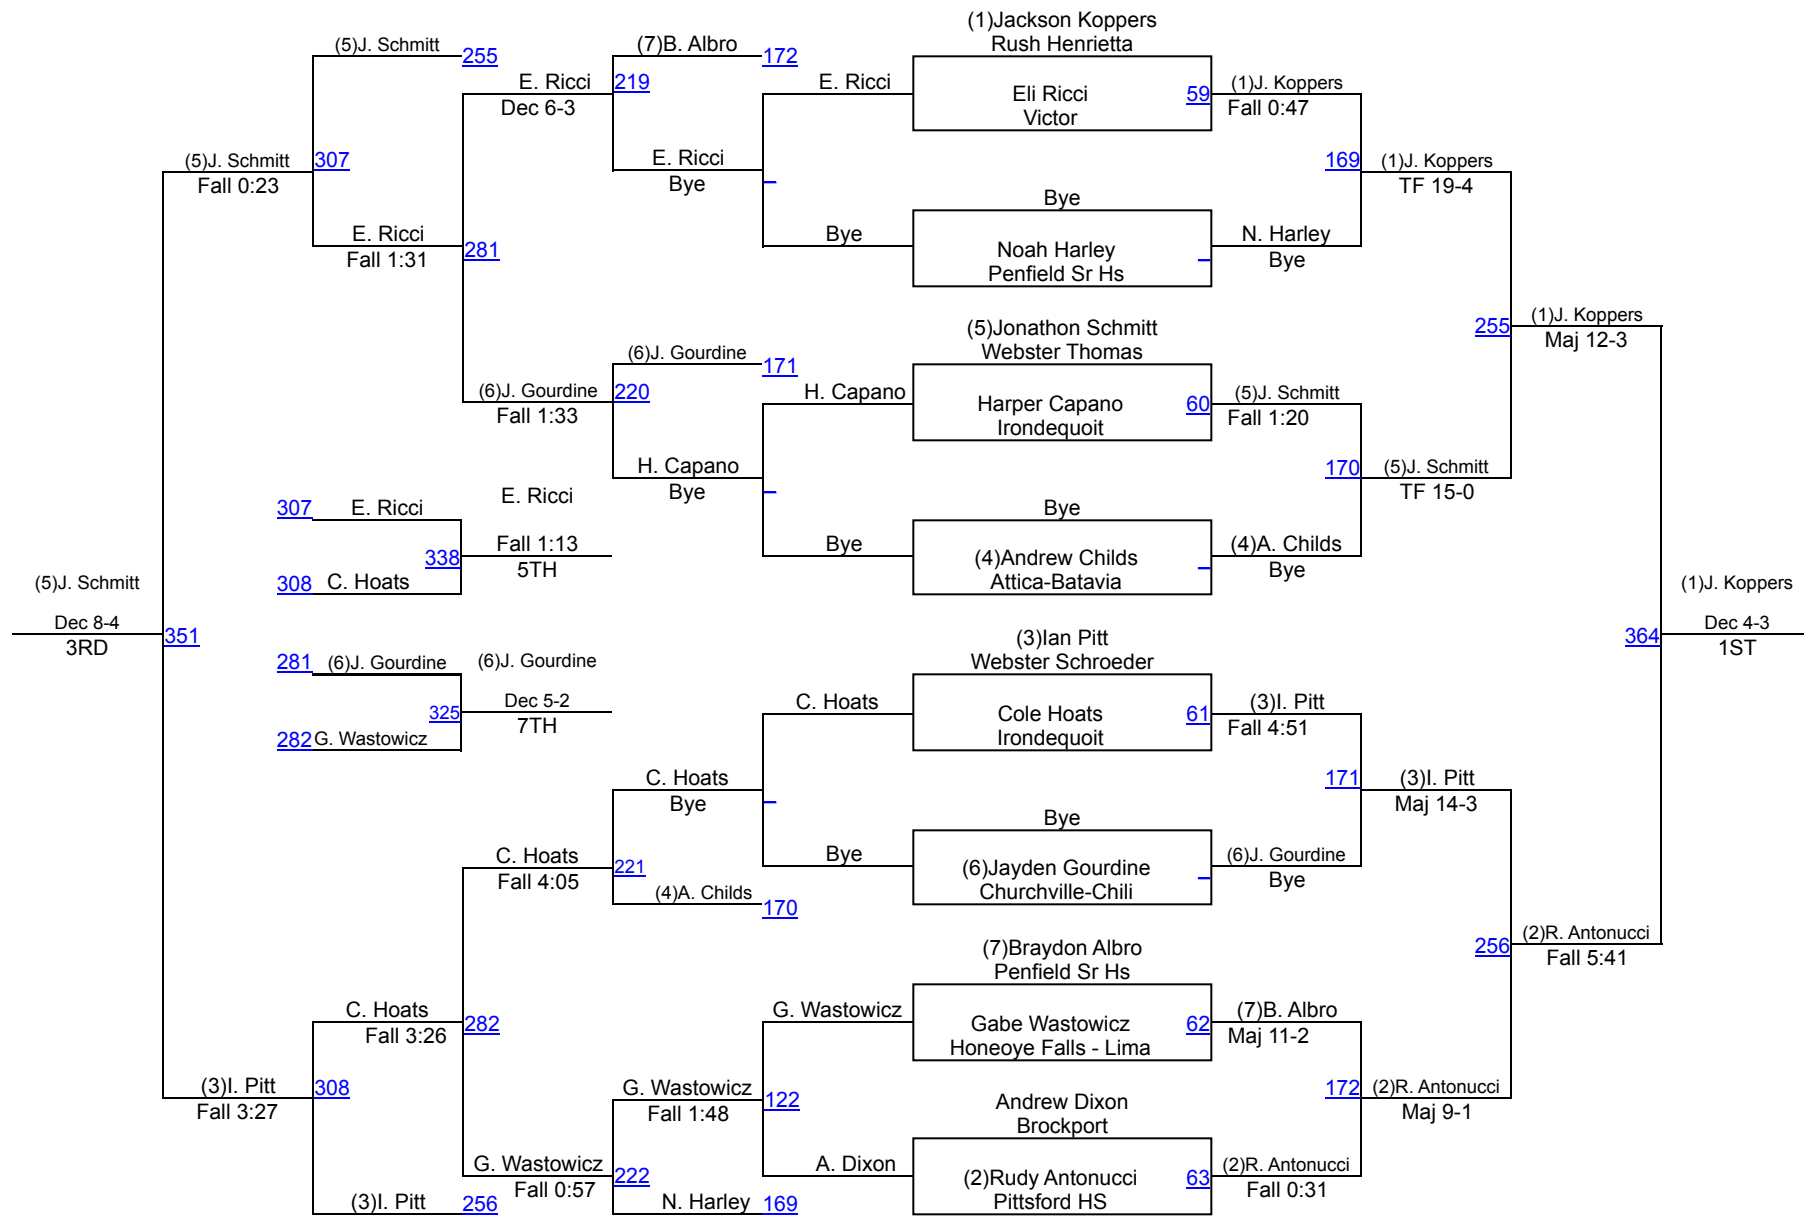 (1)Jackson Koppers
Rush Henrietta
(5)J. Schmitt
255
(7)B. Albro
172
E. Ricci
Dec 6-3
219
E. Ricci
Eli Ricci
Victor
59
(1)J. Koppers
Fall 0:47
(5)J. Schmitt
Fall 0:23
307
E. Ricci
Bye
169
(1)J. Koppers
TF 19-4
E. Ricci
Fall 1:31
281
Bye
Bye
Noah Harley
Penfield Sr Hs
N. Harley
Bye
(5)Jonathon Schmitt
Webster Thomas
255
(1)J. Koppers
Maj 12-3
(6)J. Gourdine
171
(6)J. Gourdine
Fall 1:33
220
H. Capano
Harper Capano
Irondequoit
60
(5)J. Schmitt
Fall 1:20
H. Capano
Bye
170
(5)J. Schmitt
TF 15-0
307
E. Ricci
E. Ricci
Bye
338
Fall 1:13
5TH
Bye
(4)Andrew Childs
Attica-Batavia
(4)A. Childs
Bye
308
C. Hoats
(5)J. Schmitt
Dec 8-4
3RD
351
(1)J. Koppers
364
Dec 4-3
1ST
(3)Ian Pitt
Webster Schroeder
281
(6)J. Gourdine
(6)J. Gourdine
325
Dec 5-2
7TH
282
G. Wastowicz
C. Hoats
Cole Hoats
Irondequoit
61
(3)I. Pitt
Fall 4:51
C. Hoats
Bye
171
(3)I. Pitt
Maj 14-3
Bye
C. Hoats
Fall 4:05
221
Bye
(6)Jayden Gourdine
Churchville-Chili
(6)J. Gourdine
Bye
(4)A. Childs
170
(7)Braydon Albro
Penfield Sr Hs
256
(2)R. Antonucci
Fall 5:41
C. Hoats
Fall 3:26
282
G. Wastowicz
Gabe Wastowicz
Honeoye Falls - Lima
62
(7)B. Albro
Maj 11-2
(3)I. Pitt
Fall 3:27
308
G. Wastowicz
Fall 1:48
122
Andrew Dixon
Brockport
172
(2)R. Antonucci
Maj 9-1
G. Wastowicz
Fall 0:57
222
A. Dixon
(2)Rudy Antonucci
Pittsford HS
63
(2)R. Antonucci
Fall 0:31
(3)I. Pitt
256
N. Harley
169